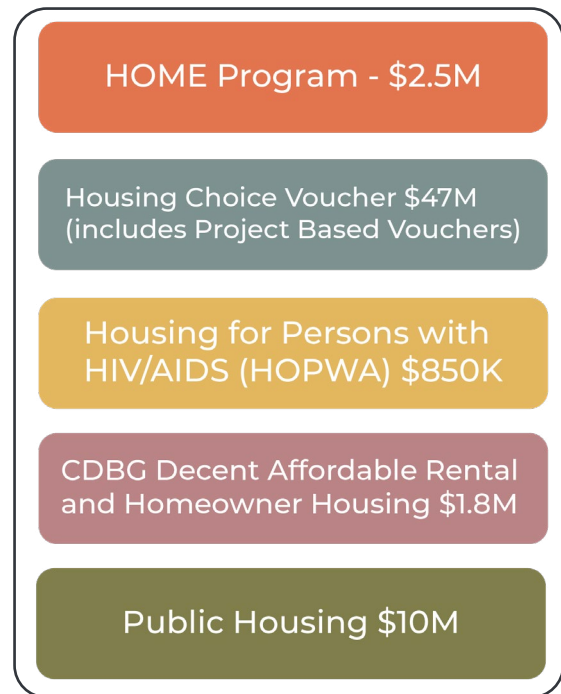 HOME Program - $2.5M
Housing Choice Voucher $47M
(includes Project Based Vouchers)
Housing for Persons with
HIV/AIDS (HOPWA) $850K
CDBG Decent Affordable Rental
and Homeowner Housing $1.8M
Public Housing $10M